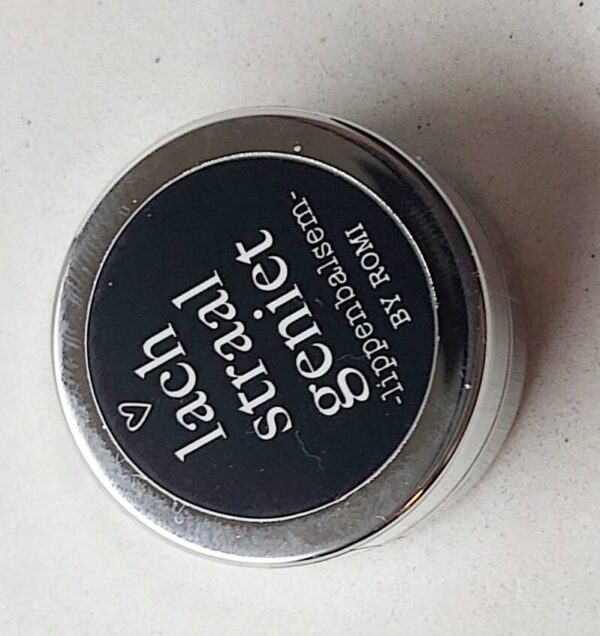 lach
straal
geniet
-lippenbalsem-
BY ROMI